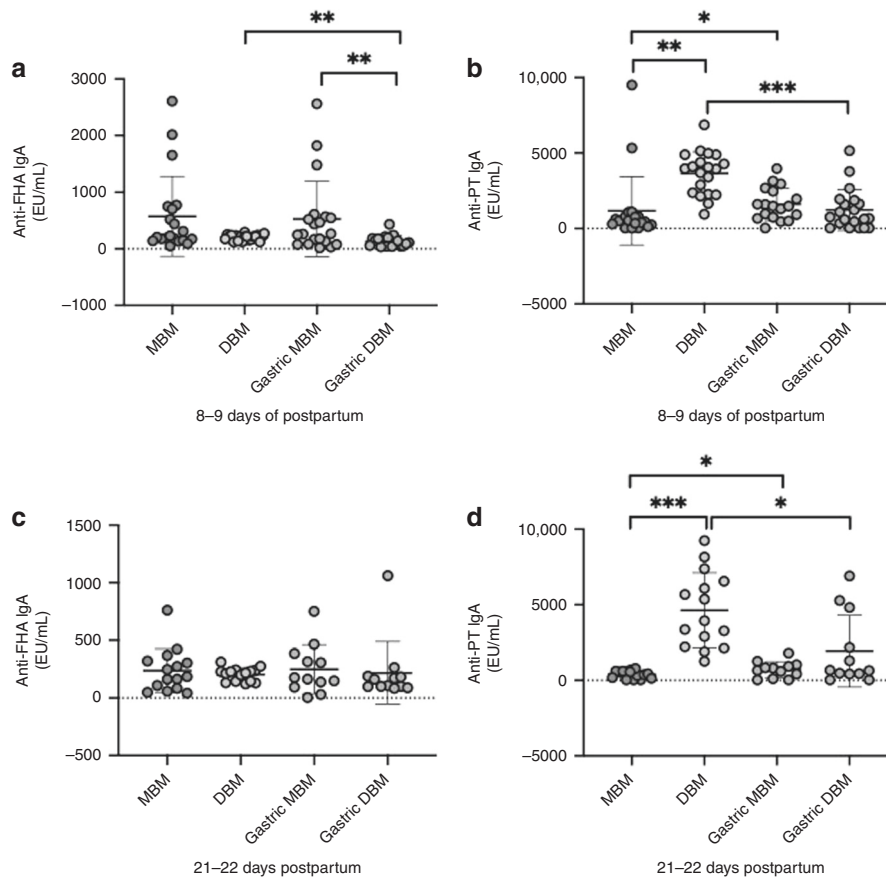 a
**
**
3000
2000
1000
0
−1000
Anti-FHA IgA
(EU/mL)
MBM
DBM
Gastric MBM
Gastric DBM
8–9 days of postpartum
b
*
**
***
10,000
5000
0
−5000
Anti-PT IgA
(EU/mL)
MBM
DBM
Gastric MBM
Gastric DBM
8–9 days of postpartum
c
1500
1000
500
0
−500
Anti-FHA IgA
(EU/mL)
MBM
DBM
Gastric MBM
Gastric DBM
21–22 days postpartum
d
*
***
*
10,000
5000
0
−5000
Anti-PT IgA
(EU/mL)
MBM
DBM
Gastric MBM
Gastric DBM
21–22 days postpartum